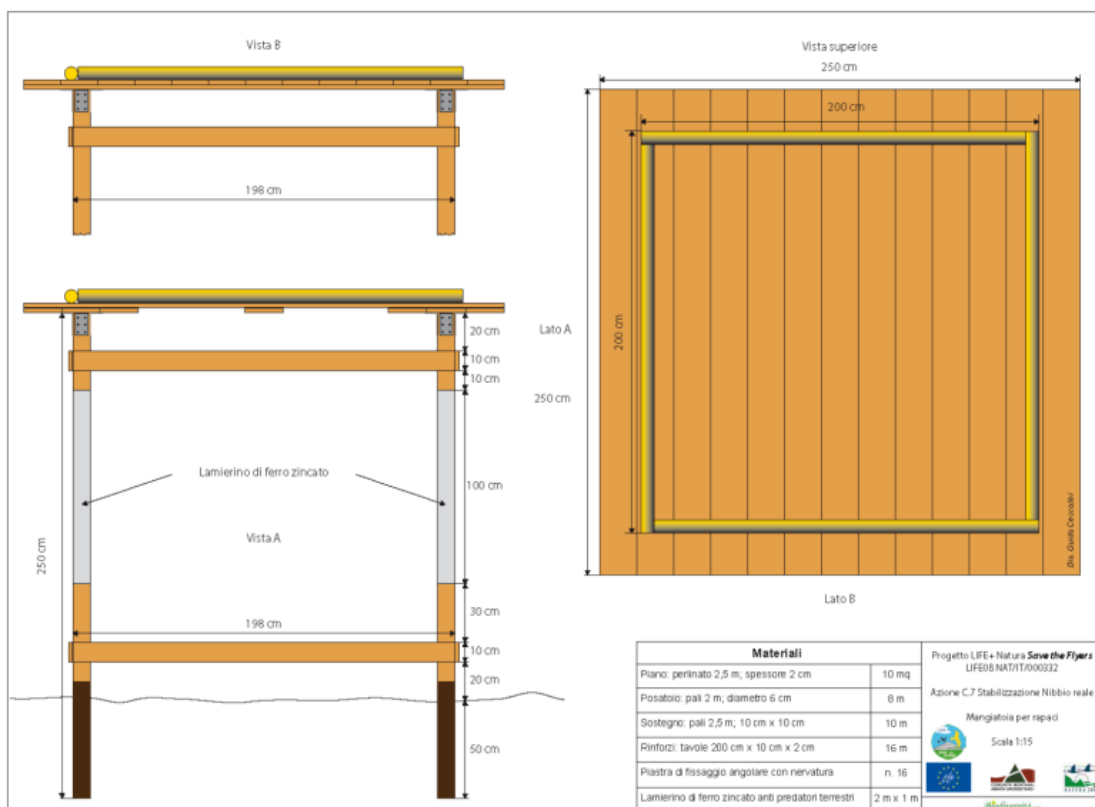 Vista B
198 cm
20 cm
10 cm
10 cm
Lamierino di ferro zincato
100 cm
Vista A
250 cm
30 cm
198 cm
10 cm
20 cm
50 cm
Vista superiore
250 cm
200 cm
Lato A
200 cm
250 cm
Dis. Guido Ceccolini
Lato B
Materiali
Piano: perlinato 2,5 m; spessore 2 cm 10 mq
Posatoio: pali 2 m; diametro 6 cm 8 m
Sostegno: pali 2,5 m; 10 cm x 10 cm 10 m
Rinforzi: tavole 200 cm x 10 cm x 2 cm 16 m
Piastra di fissaggio angolare con nervatura n. 16
Lamierino di ferro zincato anti predatori terrestri 2 m x 1 m
Progetto LIFE+ Natura Save the Flyers
LIFE08 NAT/IT/000332
Azione C.7 Stabilizzazione Nibbio reale
Mangiatoia per rapaci
Scala 1:15